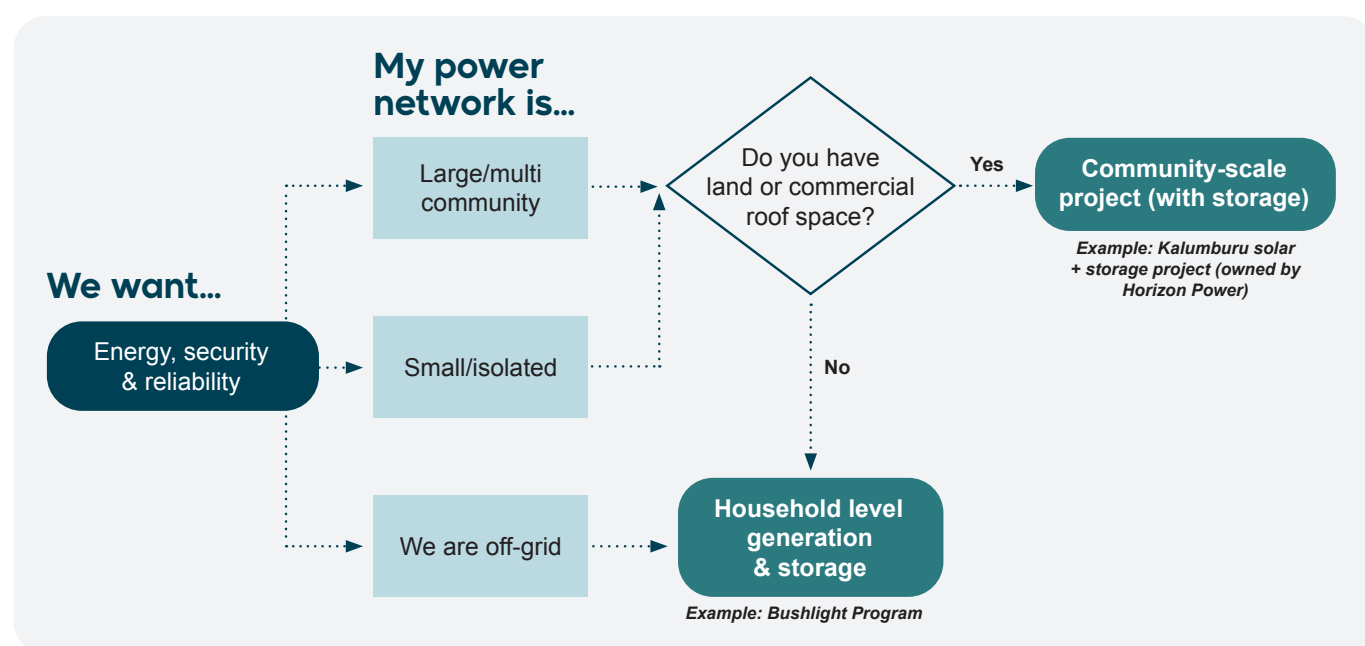 My power
network is...
Large/multi
community
Do you have
land or commercial
roof space?
Yes
Community-scale
project (with storage)
Example: Kalumburu solar
+ storage project (owned by
Horizon Power)
We want...
Energy, security
& reliability
Small/isolated
No
We are off-grid
Household level
generation
& storage
Example: Bushlight Program